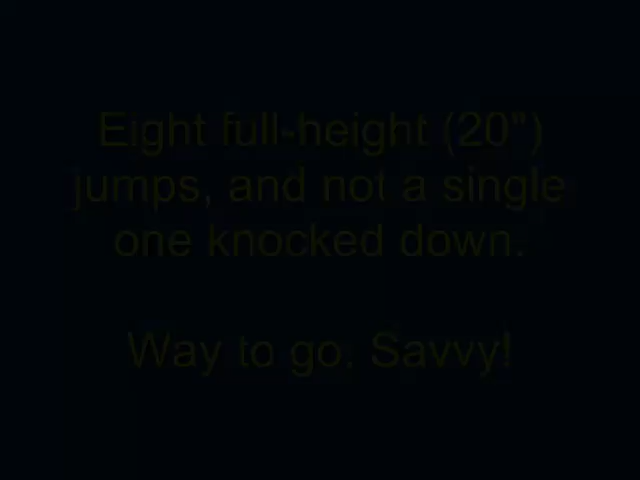 Eight full-height (20")
jumps, and not a single
one knocked down.
Way to go, Savvy!